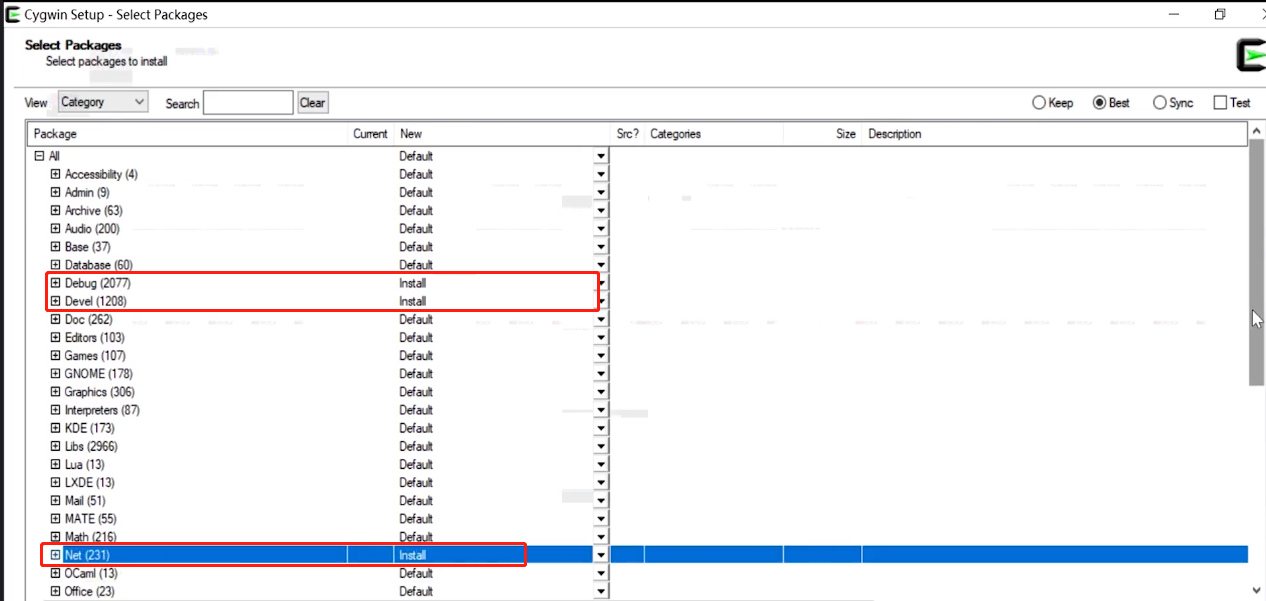 Cygwin Setup - Select Packages
Select Packages
Select packages to install
View Category Search Clear Keep Best Sync Test
Package Current New Src? Categories Size Description
All Default
Accessibility (4) Default
Admin (9) Default
Archive (63) Default
Audio (200) Default
Base (37) Default
Database (60) Default
Debug (2077) Install
Devel (1208) Install
Doc (262) Default
Editors (103) Default
Games (107) Default
GNOME (178) Default
Graphics (306) Default
Interpreters (87) Default
KDE (173) Default
Libs (2966) Default
Lua (13) Default
LXDE (13) Default
Mail (51) Default
MATE (55) Default
Math (216) Default
Net (231) Install
OCaml (13) Default
Office (23) Default